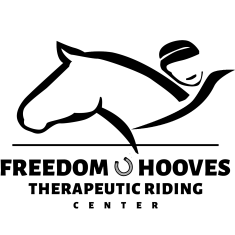 FREEDOM HOOVES
THERAPEUTIC RIDING
CENTER